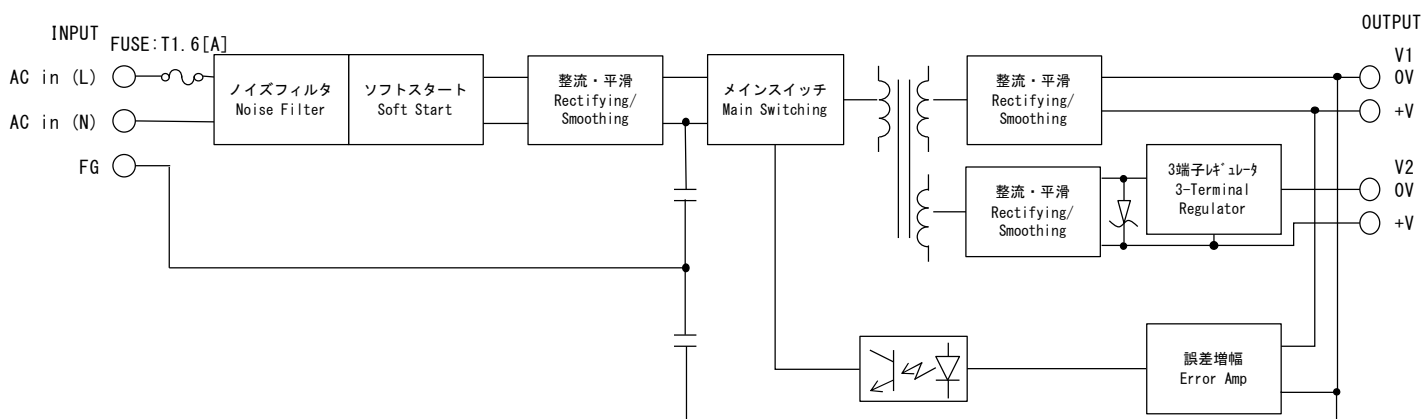 INPUT
FUSE:T1.6[A]
AC in (L)
AC in (N)
FG
ノイズフィルタ
Noise Filter
ソフトスタート
Soft Start
整流・平滑
Rectifying/
Smoothing
メインスイッチ
Main Switching
整流・平滑
Rectifying/
Smoothing
整流・平滑
Rectifying/
Smoothing
3端子ﾚｷﾞｭﾚｰﾀ
3-Terminal
Regulator
誤差増幅
Error Amp
OUTPUT
V1
0V
+V
V2
0V
+V